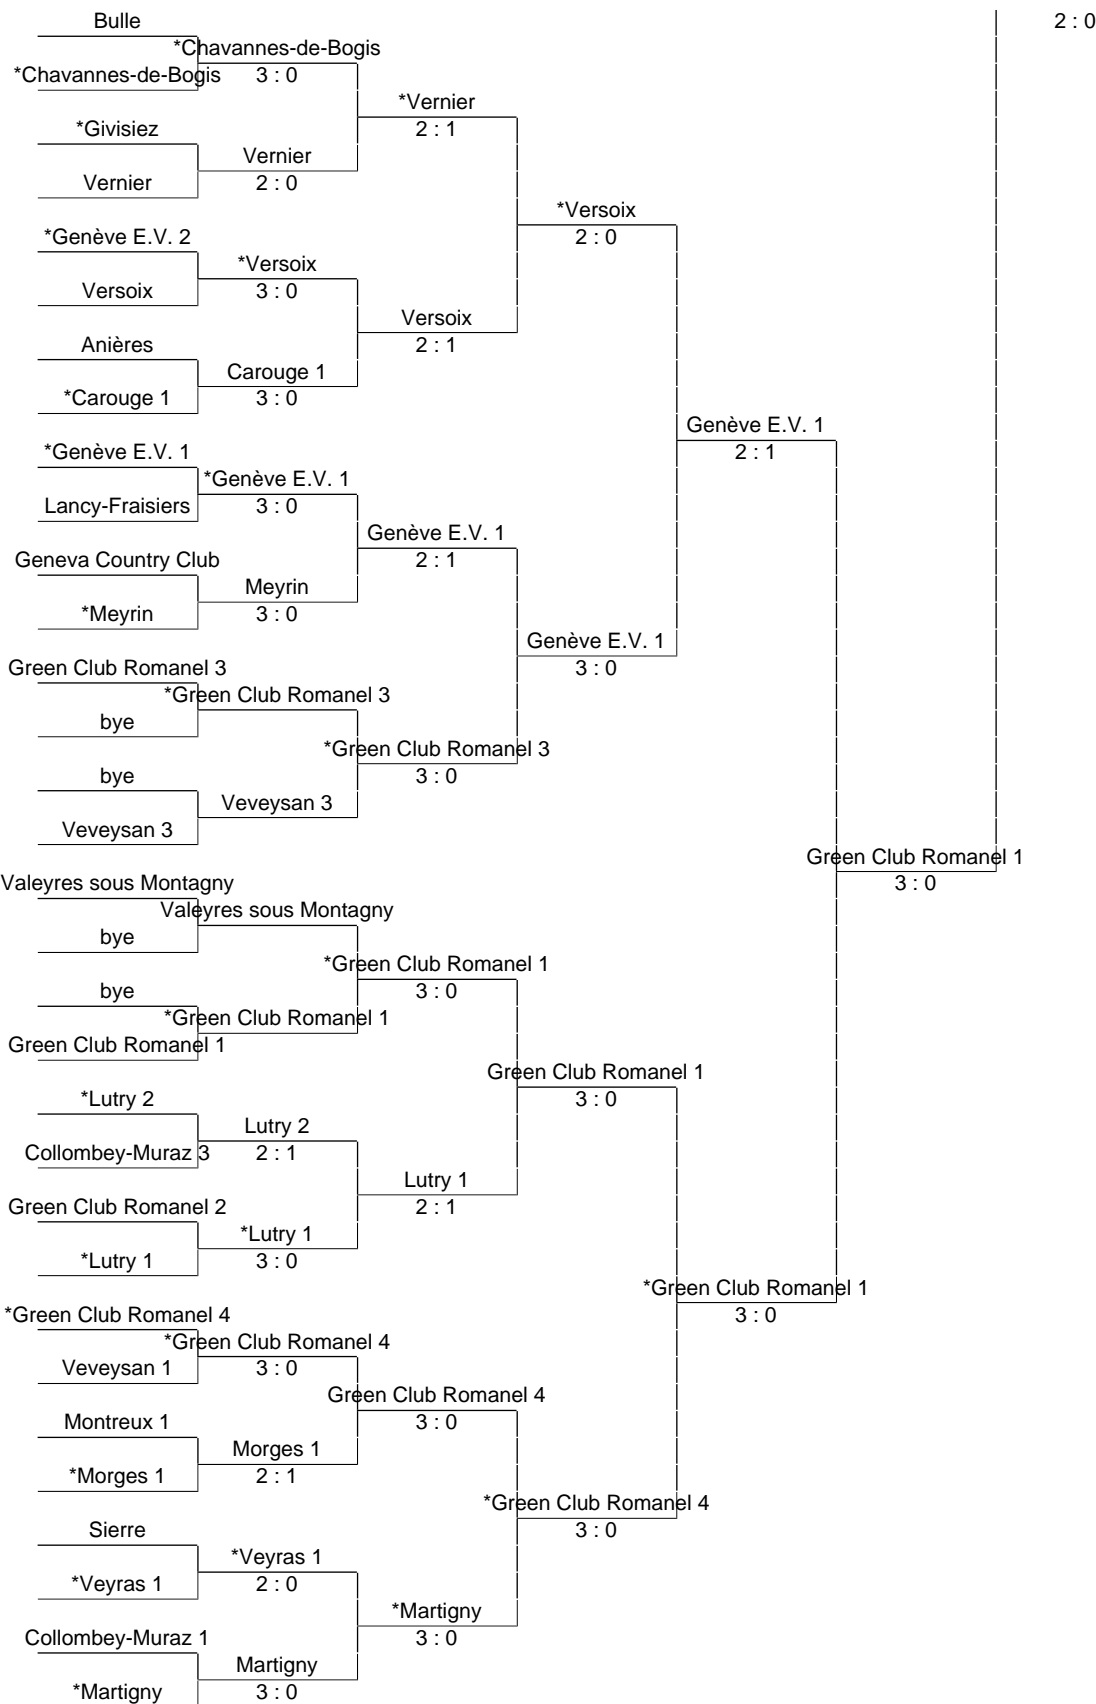 Bulle
2 : 0
*Chavannes-de-Bogis
*Chavannes-de-Bogis
3 : 0
*Vernier
2 : 1
*Givisiez
Vernier
Vernier
2 : 0
*Versoix
2 : 0
*Genève E.V. 2
*Versoix
Versoix
3 : 0
Versoix
2 : 1
Anières
Carouge 1
*Carouge 1
3 : 0
Genève E.V. 1
2 : 1
*Genève E.V. 1
*Genève E.V. 1
Lancy-Fraisiers
3 : 0
Genève E.V. 1
2 : 1
Geneva Country Club
Meyrin
*Meyrin
3 : 0
Genève E.V. 1
3 : 0
Green Club Romanel 3
*Green Club Romanel 3
bye
*Green Club Romanel 3
3 : 0
bye
Veveysan 3
Veveysan 3
Green Club Romanel 1
3 : 0
Valeyres sous Montagny
Valeyres sous Montagny
bye
*Green Club Romanel 1
3 : 0
bye
*Green Club Romanel 1
Green Club Romanel 1
Green Club Romanel 1
3 : 0
*Lutry 2
Lutry 2
Collombey-Muraz 3
2 : 1
Lutry 1
2 : 1
Green Club Romanel 2
*Lutry 1
*Lutry 1
3 : 0
*Green Club Romanel 1
3 : 0
*Green Club Romanel 4
*Green Club Romanel 4
Veveysan 1
3 : 0
Green Club Romanel 4
3 : 0
Montreux 1
Morges 1
*Morges 1
2 : 1
*Green Club Romanel 4
3 : 0
Sierre
*Veyras 1
*Veyras 1
2 : 0
*Martigny
3 : 0
Collombey-Muraz 1
Martigny
*Martigny
3 : 0